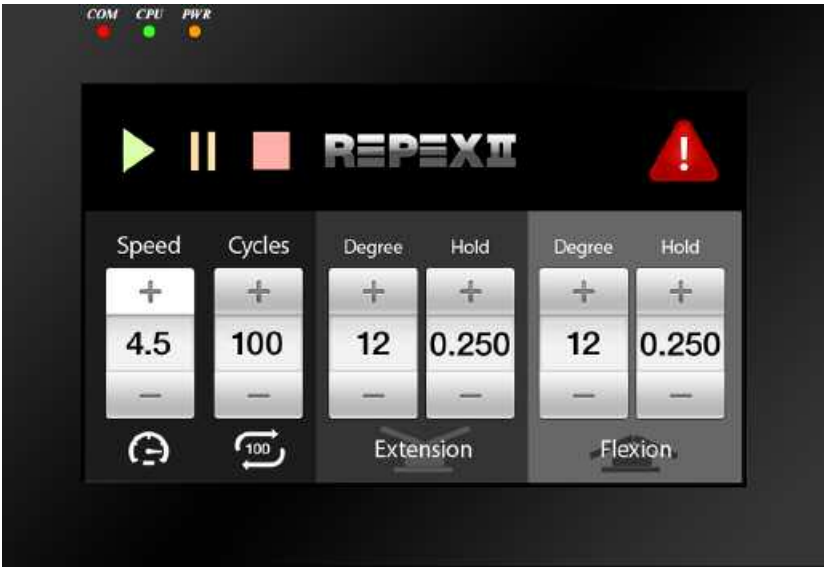 COM CPU PWR
REPEX II
Speed Cycles Degree Hold Degree Hold
4.5 100 12 0.250 12 0.250
100 Extension Flexion